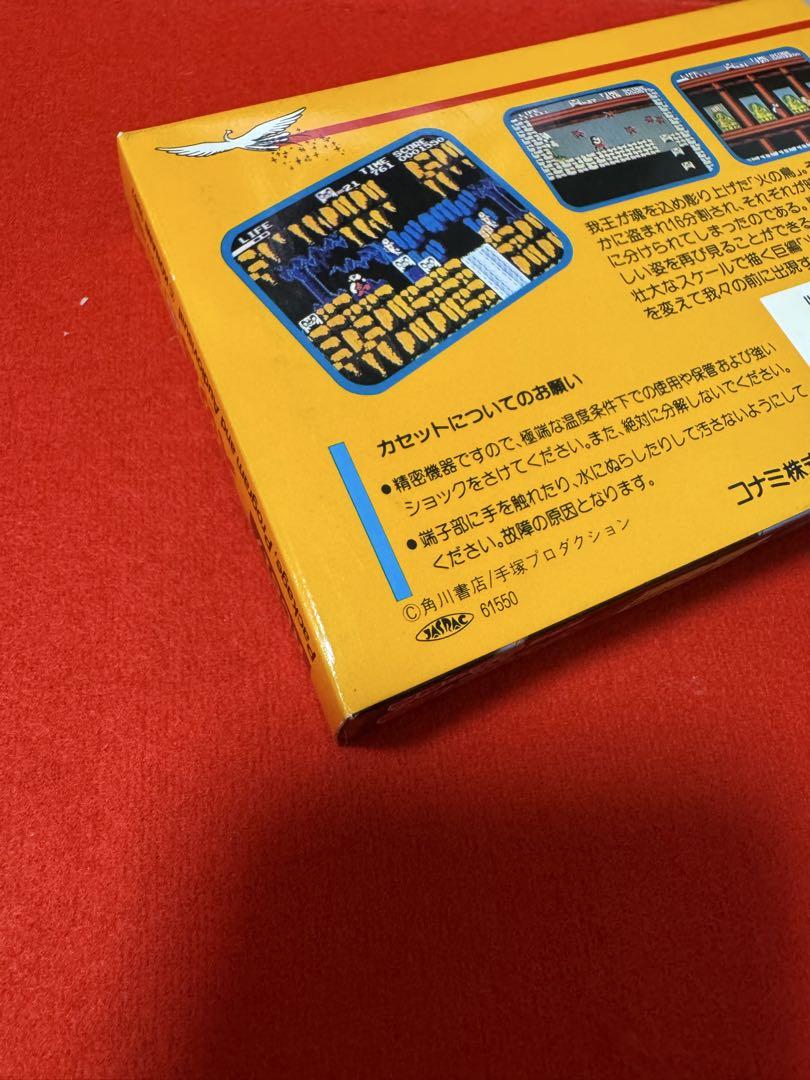 LIFE
=21
TIME SCORE
761 0001550
我王が魂を込め彫り上げた「火の鳥」。
かに盗まれ16分割され、それぞれが
に分けられてしまったのである。
しい姿を再び見ることができる
壮大なスケールで描く巨編
を変えて我々の前に出現す
カセットについてのお願い
●精密機器ですので、極端な温度条件下での使用や保管および強い
ショックをさけてください。また、絶対に分解しないでください。
●端子部に手を触れたり、水にぬらしたりして汚さないようにして
ください。故障の原因となります。
©角川書店/手塚プロダクション
JASRAC 61550
コナミ株式
Package, Program and Audiovisual